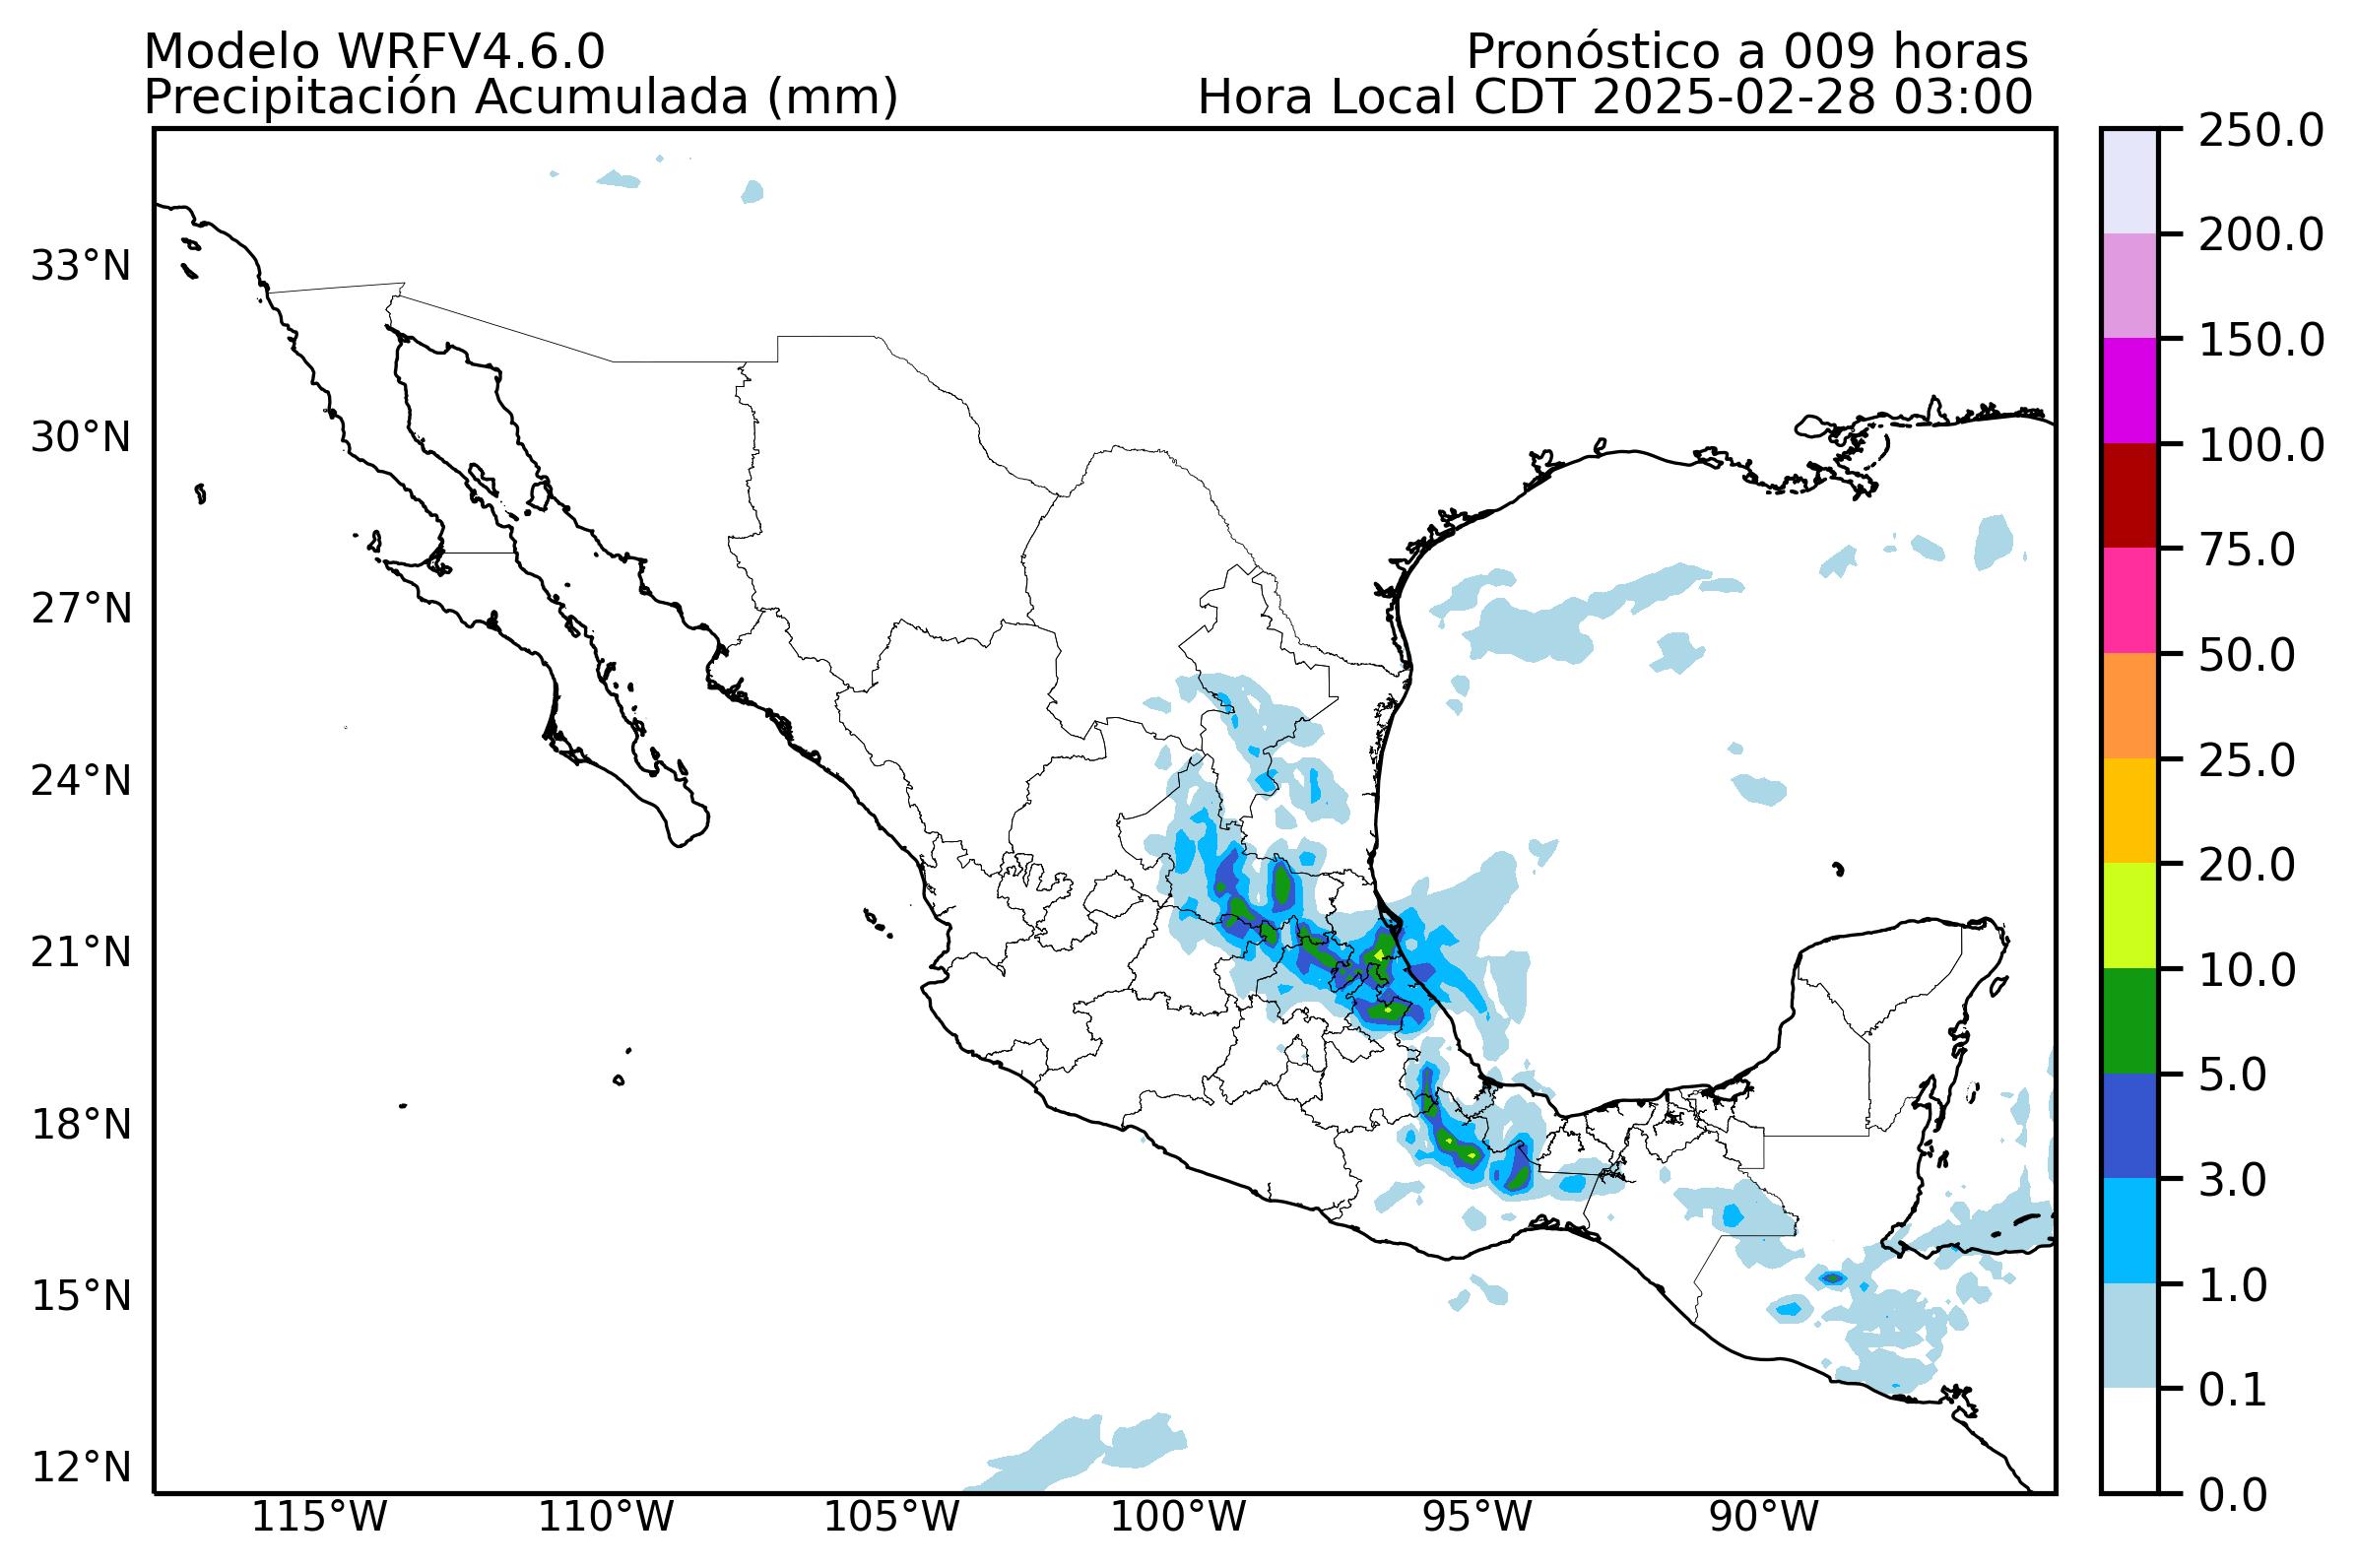 Modelo WRFV4.6.0
Pronóstico a 009 horas
Precipitación Acumulada (mm)
Hora Local CDT 2025-02-28 03:00
33°N
30°N
27°N
24°N
21°N
18°N
15°N
12°N
115°W
110°W
105°W
100°W
95°W
90°W
250.0
200.0
150.0
100.0
75.0
50.0
25.0
20.0
10.0
5.0
3.0
1.0
0.1
0.0